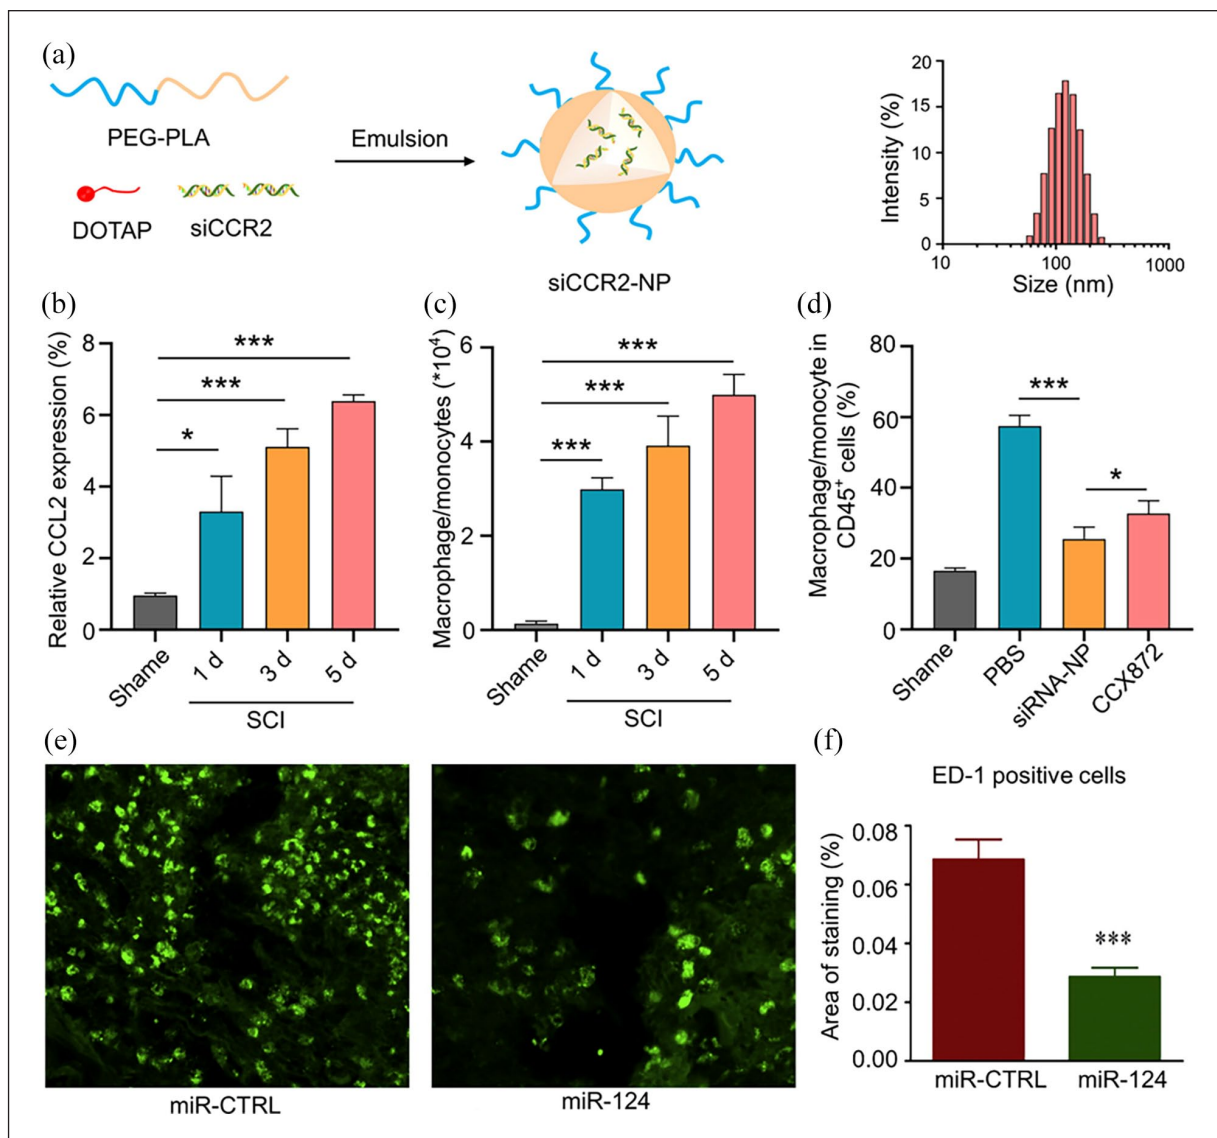 (a)
PEG-PLA
DOTAP
siCCR2
Emulsion
siCCR2-NP
Intensity (%)
20
15
10
5
0
10
100
1000
Size (nm)
(b)
Relative CCL2 expression (%)
8
6
4
2
0
***
***
*
Shame
1 d
3 d
5 d
SCI
(c)
Macrophage/monocytes (*10⁴)
6
4
2
0
***
***
***
Shame
1 d
3 d
5 d
SCI
(d)
Macrophage/monocyte in
CD45⁺ cells (%)
80
60
40
20
0
***
*
Shame
PBS
siRNA-NP
CCX872
(e)
miR-CTRL
miR-124
(f)
ED-1 positive cells
Area of staining (%)
0.08
0.06
0.04
0.02
0.00
***
miR-CTRL
miR-124